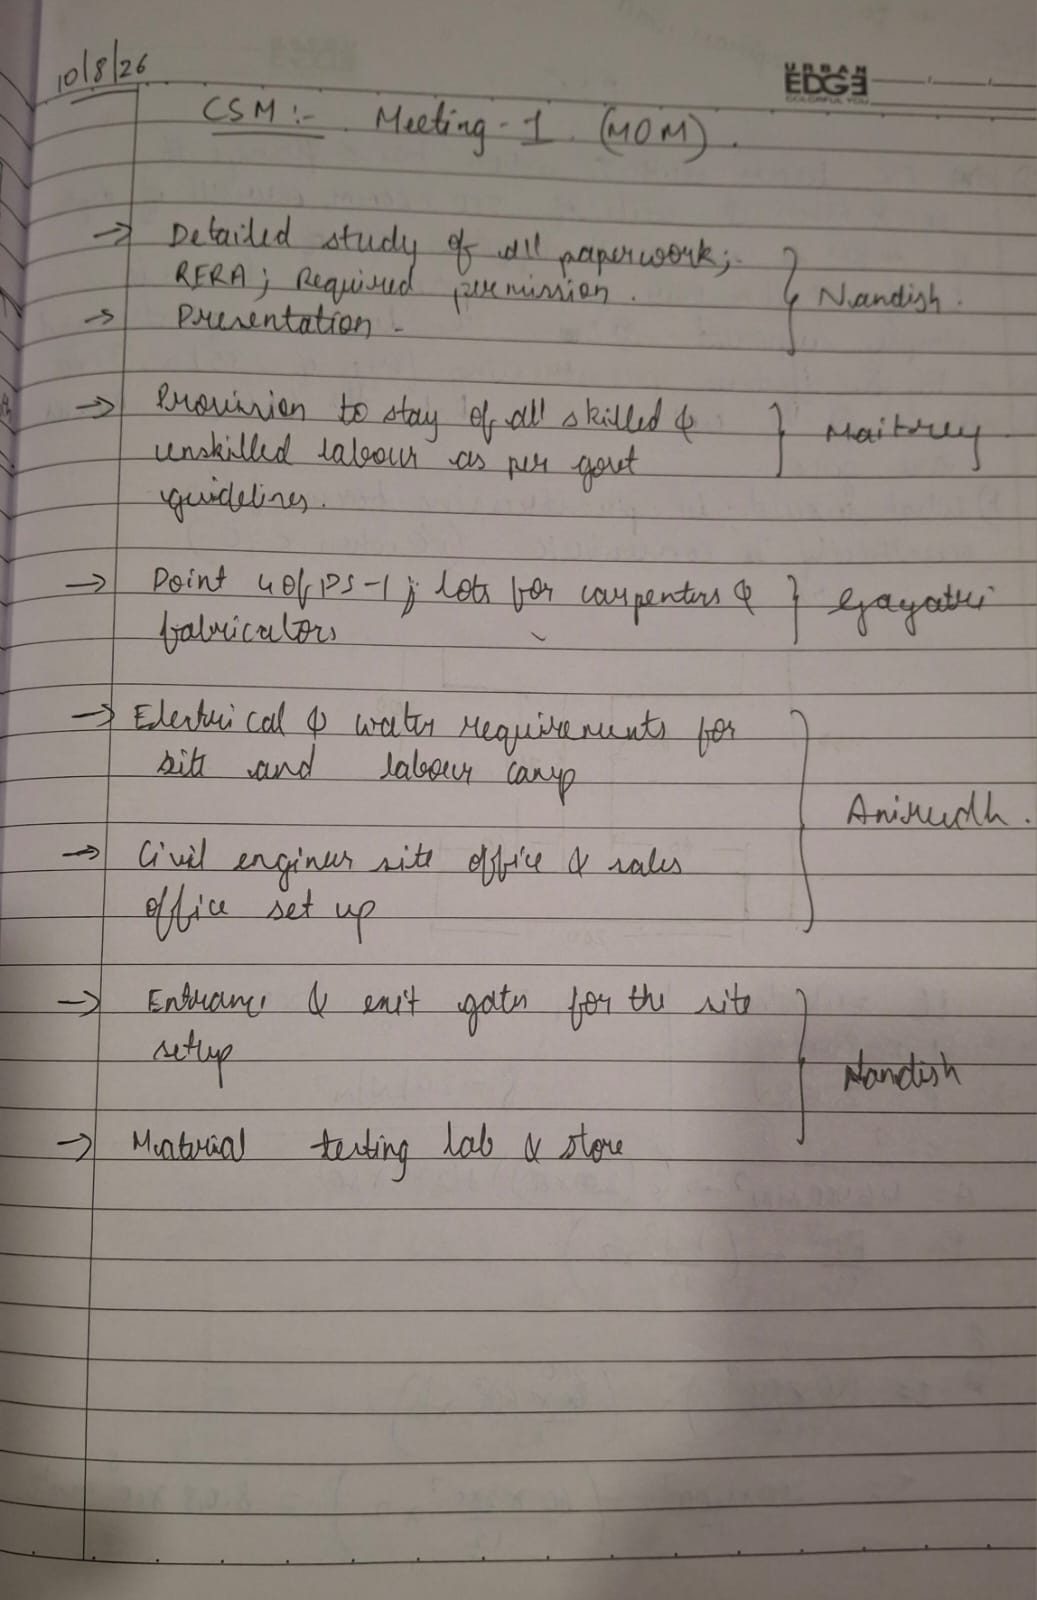 10/8/26
URBAN
EDGE
COLORFUL YOU
CSM :- Meeting - 1 (MOM).
→ Detailed study of all paperwork; } Nandish.
RERA; Required permission.
→ Presentation -
→ Provision to stay of all skilled & } Maitrey
unskilled labour as per govt
guidelines.
→ Point 4 of PS-1; lots for carpenters & } Gayatri
fabricators
→ Electrical & water requirements for
site and labour camp
} Anirudh.
→ Civil engineer site office & sales
office set up
→ Entrance & exit gates for the site
setup
} Nandish
→ Material testing lab & store